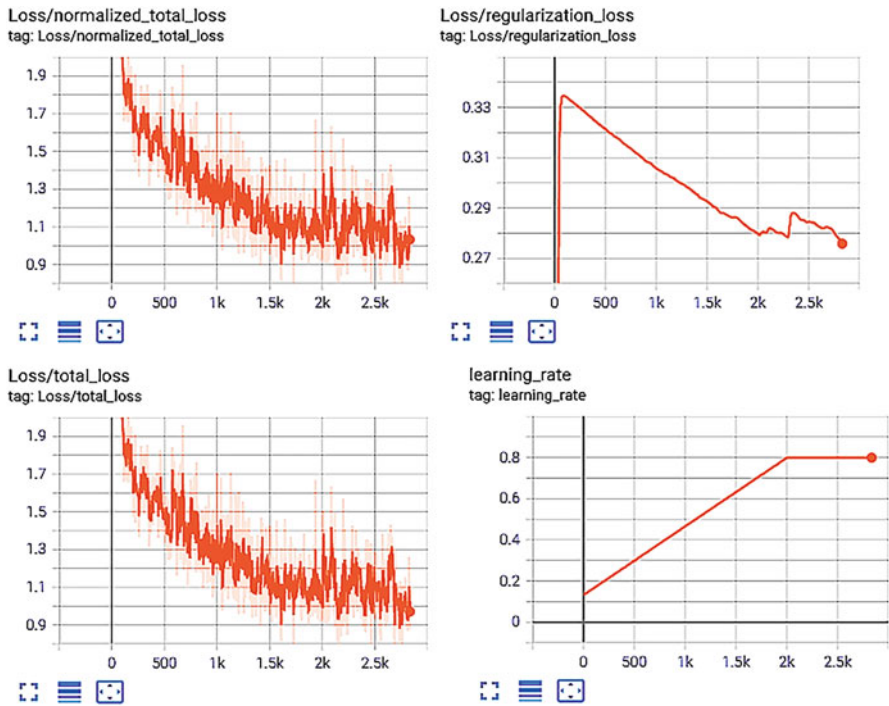 Loss/normalized_total_loss
tag: Loss/normalized_total_loss
1.9
1.7
1.5
1.3
1.1
0.9
0 500 1k 1.5k 2k 2.5k
Loss/regularization_loss
tag: Loss/regularization_loss
0.33
0.31
0.29
0.27
0 500 1k 1.5k 2k 2.5k
Loss/total_loss
tag: Loss/total_loss
1.9
1.7
1.5
1.3
1.1
0.9
0 500 1k 1.5k 2k 2.5k
learning_rate
tag: learning_rate
0.8
0.6
0.4
0.2
0
0 500 1k 1.5k 2k 2.5k